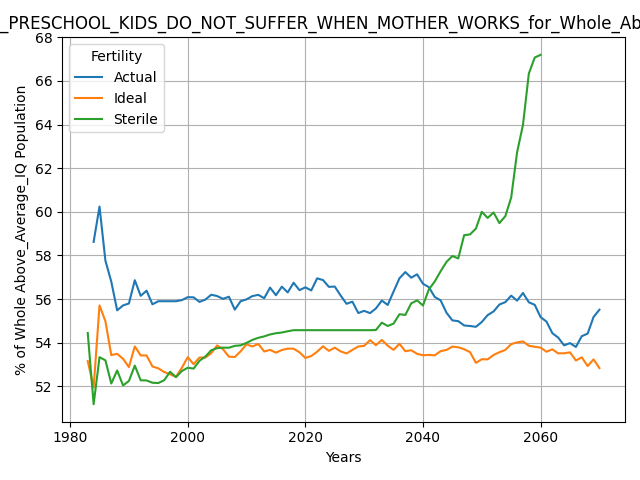 _PRESCHOOL_KIDS_DO_NOT_SUFFER_WHEN_MOTHER_WORKS_for_Whole_Ab
68
66
64
62
60
58
56
54
52
% of Whole Above_Average_IQ Population
Fertility
Actual
Ideal
Sterile
1980
2000
2020
2040
2060
Years